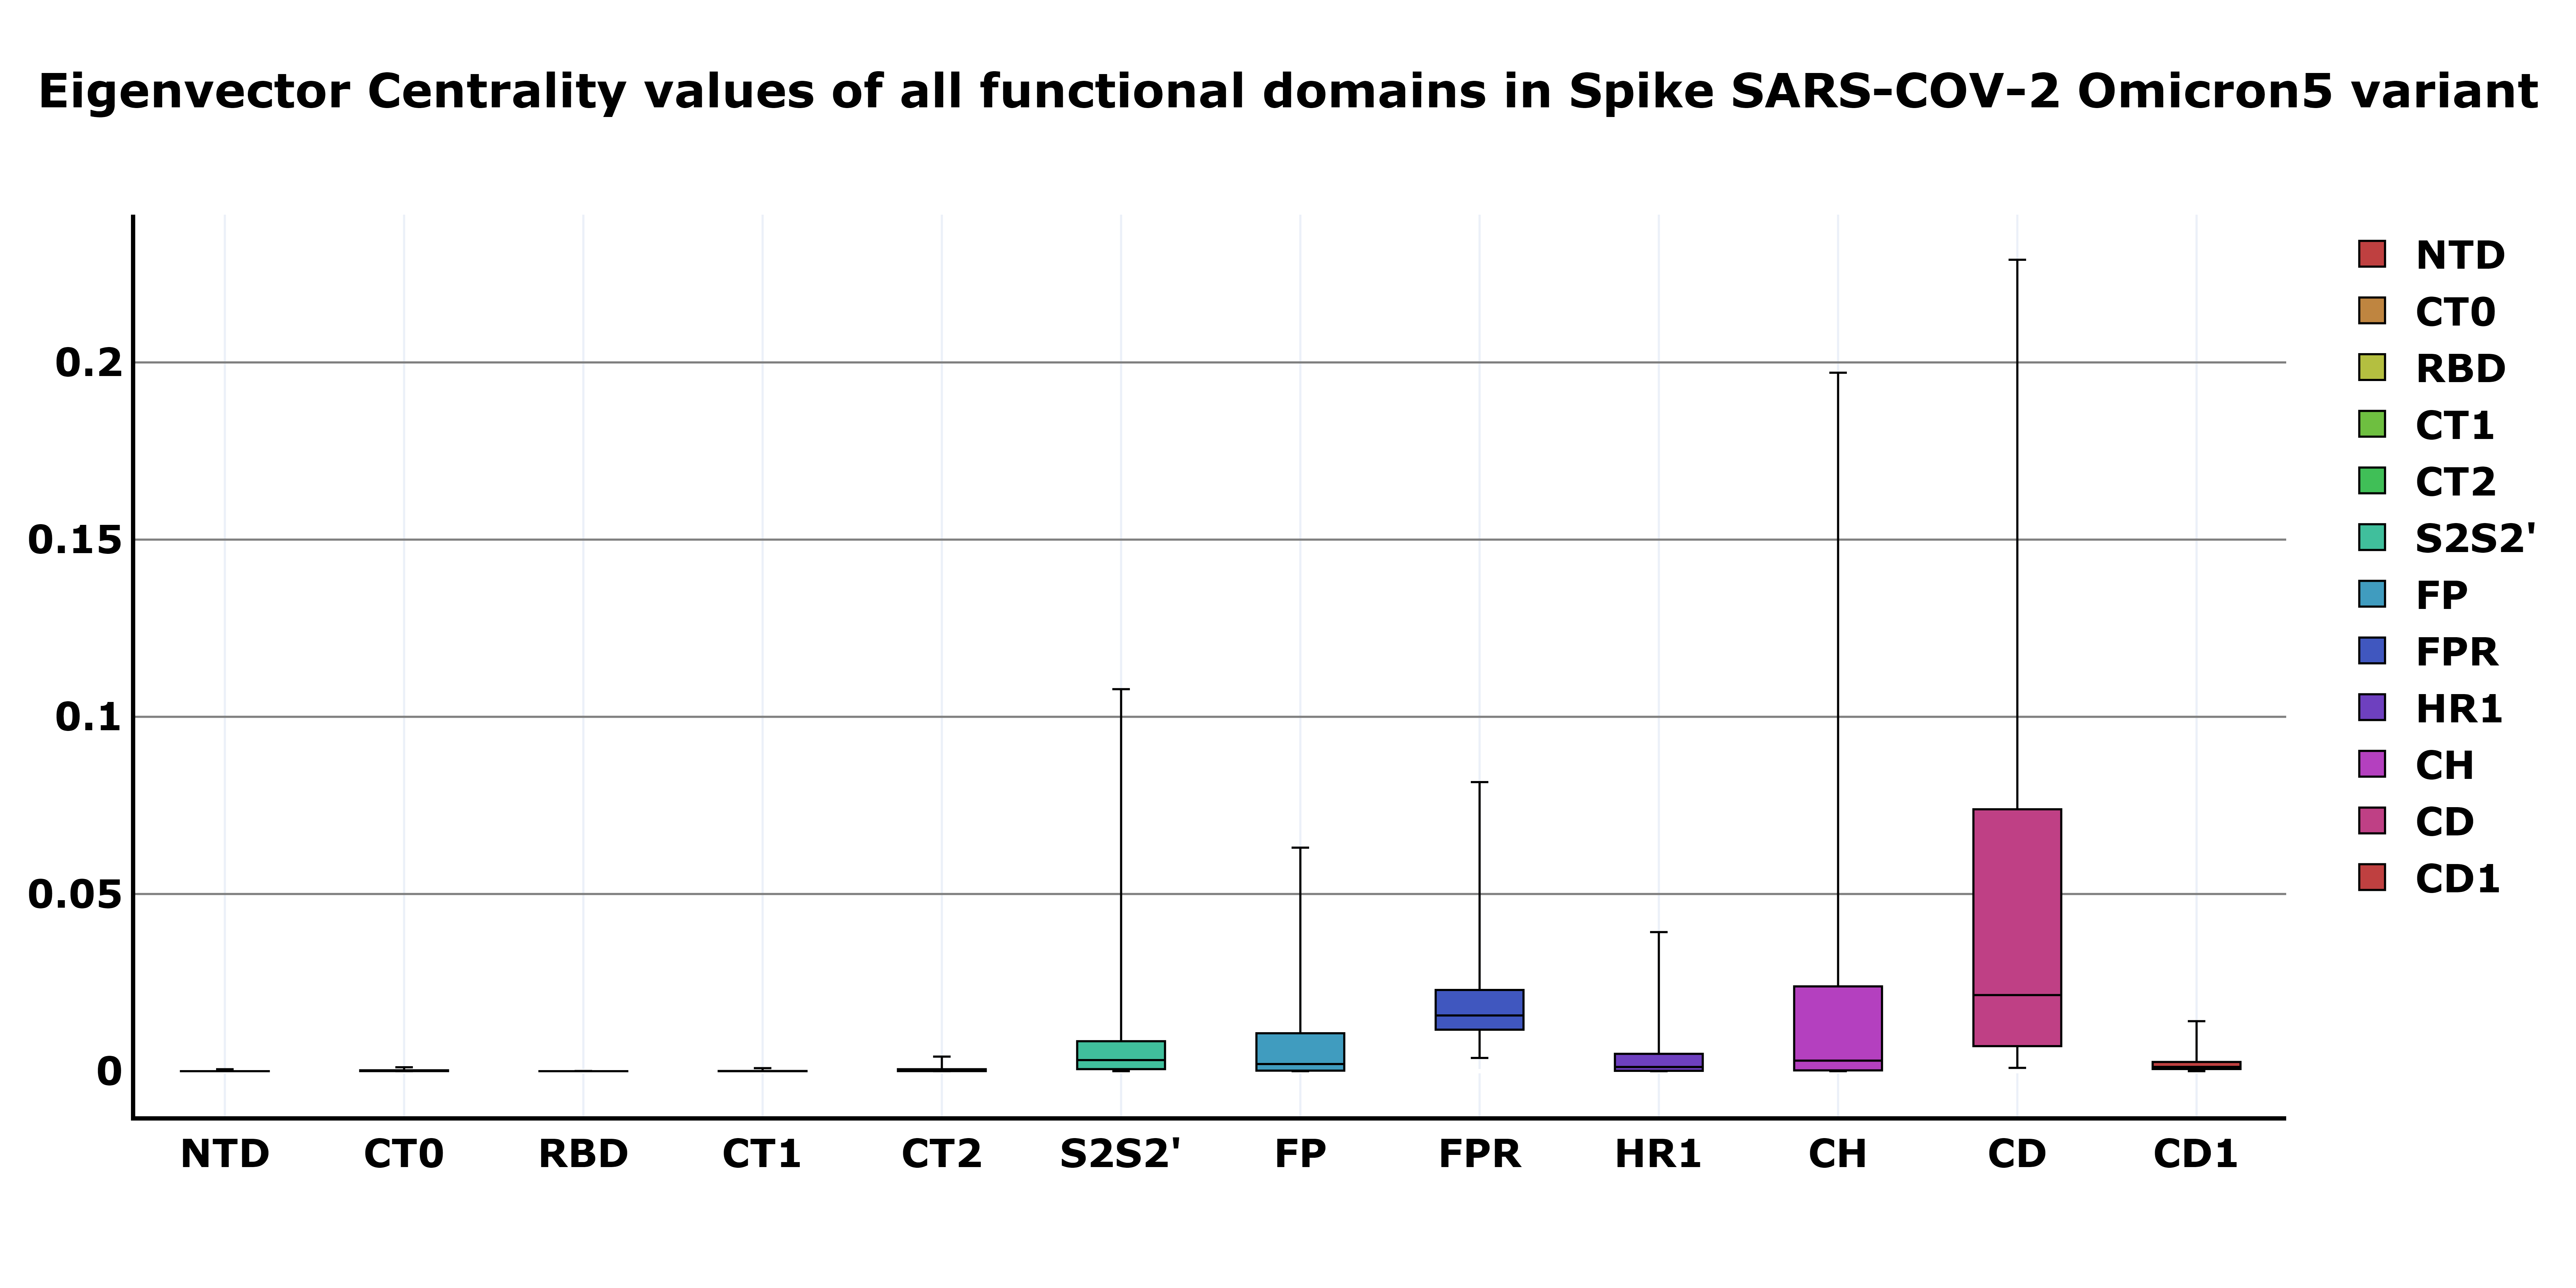 Eigenvector Centrality values of all functional domains in Spike SARS-COV-2 Omicron5 variant
0.2
0.15
0.1
0.05
0
NTD CT0 RBD CT1 CT2 S2S2' FP FPR HR1 CH CD CD1
NTD
CT0
RBD
CT1
CT2
S2S2'
FP
FPR
HR1
CH
CD
CD1